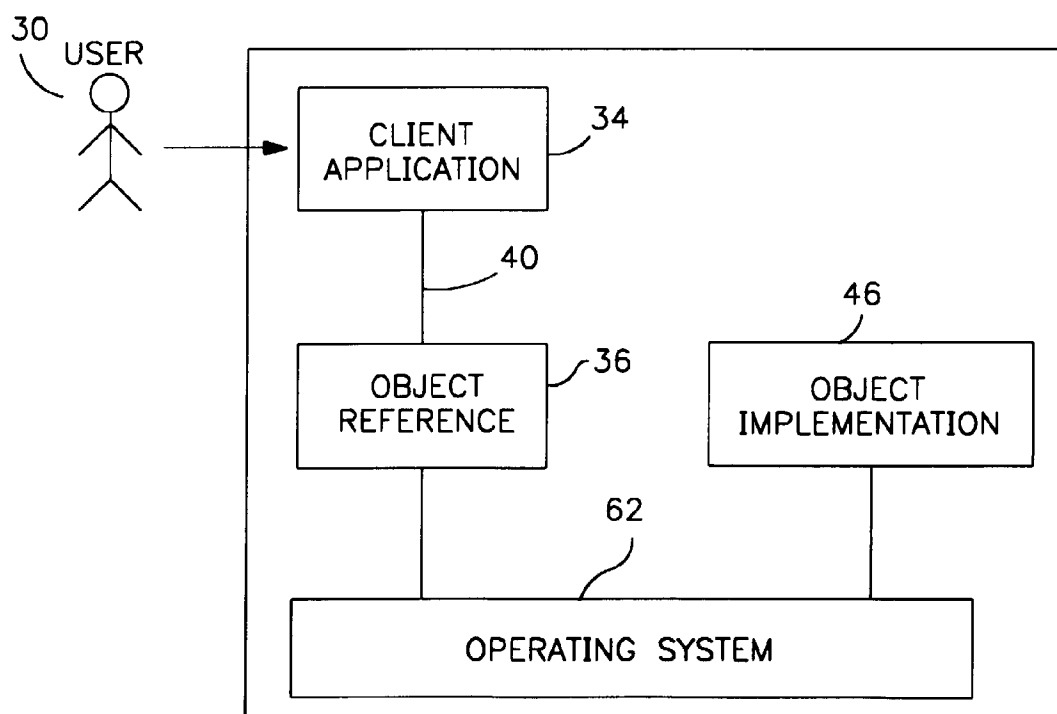 30
USER
CLIENT
APPLICATION
34
40
46
OBJECT
REFERENCE
36
OBJECT
IMPLEMENTATION
62
OPERATING SYSTEM